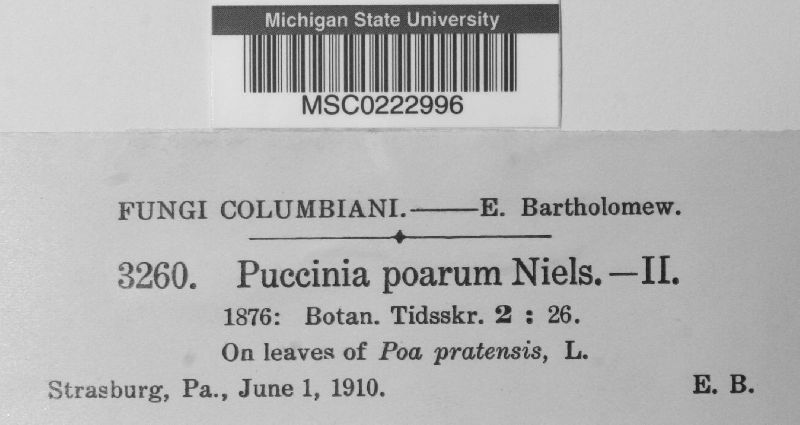 Michigan State University
MSC0222996
FUNGI COLUMBIANI.——E. Bartholomew.
3260. Puccinia poarum Niels.—II.
1876: Botan. Tidsskr. 2 : 26.
On leaves of Poa pratensis, L.
Strasburg, Pa., June 1, 1910. E. B.